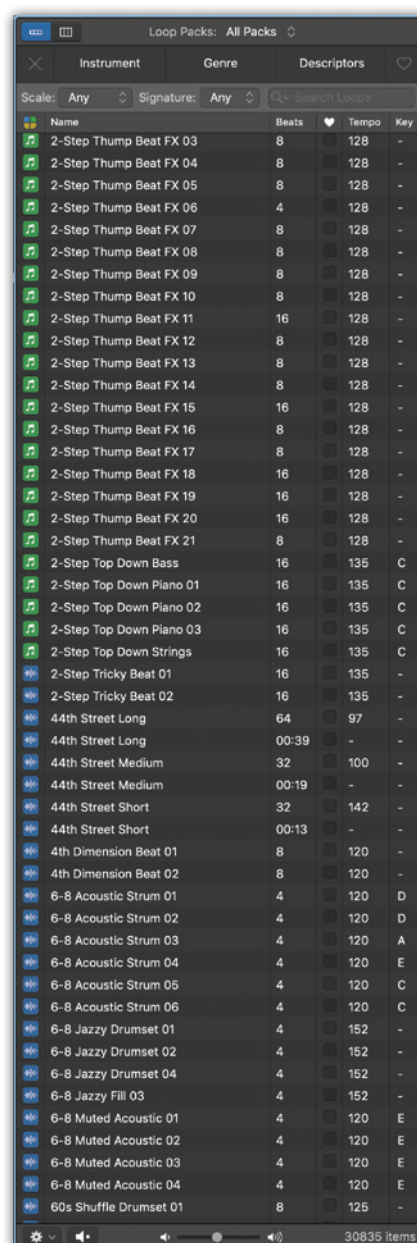 Loop Packs: All Packs
Instrument Genre Descriptors
Scale: Any Signature: Any Search Loops
Name Beats Tempo Key
2-Step Thump Beat FX 03 8 128 -
2-Step Thump Beat FX 04 8 128 -
2-Step Thump Beat FX 05 8 128 -
2-Step Thump Beat FX 06 4 128 -
2-Step Thump Beat FX 07 8 128 -
2-Step Thump Beat FX 08 8 128 -
2-Step Thump Beat FX 09 8 128 -
2-Step Thump Beat FX 10 8 128 -
2-Step Thump Beat FX 11 16 128 -
2-Step Thump Beat FX 12 8 128 -
2-Step Thump Beat FX 13 8 128 -
2-Step Thump Beat FX 14 8 128 -
2-Step Thump Beat FX 15 16 128 -
2-Step Thump Beat FX 16 8 128 -
2-Step Thump Beat FX 17 8 128 -
2-Step Thump Beat FX 18 16 128 -
2-Step Thump Beat FX 19 16 128 -
2-Step Thump Beat FX 20 16 128 -
2-Step Thump Beat FX 21 8 128 -
2-Step Top Down Bass 16 135 C
2-Step Top Down Piano 01 16 135 C
2-Step Top Down Piano 02 16 135 C
2-Step Top Down Piano 03 16 135 C
2-Step Top Down Strings 16 135 C
2-Step Tricky Beat 01 16 135 -
2-Step Tricky Beat 02 16 135 -
44th Street Long 64 97 -
44th Street Long 00:39 - -
44th Street Medium 32 100 -
44th Street Medium 00:19 - -
44th Street Short 32 142 -
44th Street Short 00:13 - -
4th Dimension Beat 01 8 120 -
4th Dimension Beat 02 8 120 -
6-8 Acoustic Strum 01 4 120 D
6-8 Acoustic Strum 02 4 120 D
6-8 Acoustic Strum 03 4 120 A
6-8 Acoustic Strum 04 4 120 E
6-8 Acoustic Strum 05 4 120 C
6-8 Acoustic Strum 06 4 120 C
6-8 Jazzy Drumset 01 4 152 -
6-8 Jazzy Drumset 02 4 152 -
6-8 Jazzy Drumset 04 4 152 -
6-8 Jazzy Fill 03 4 152 -
6-8 Muted Acoustic 01 4 120 E
6-8 Muted Acoustic 02 4 120 E
6-8 Muted Acoustic 03 4 120 E
6-8 Muted Acoustic 04 4 120 E
60s Shuffle Drumset 01 8 125 -
30835 items